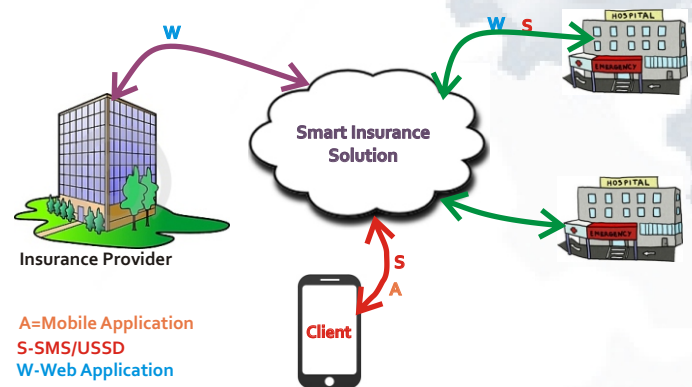 W
W S
HOSPITAL
EMERGENCY
Smart Insurance
Solution
HOSPITAL
EMERGENCY
Insurance Provider
S
A
Client
A=Mobile Application
S-SMS/USSD
W-Web Application